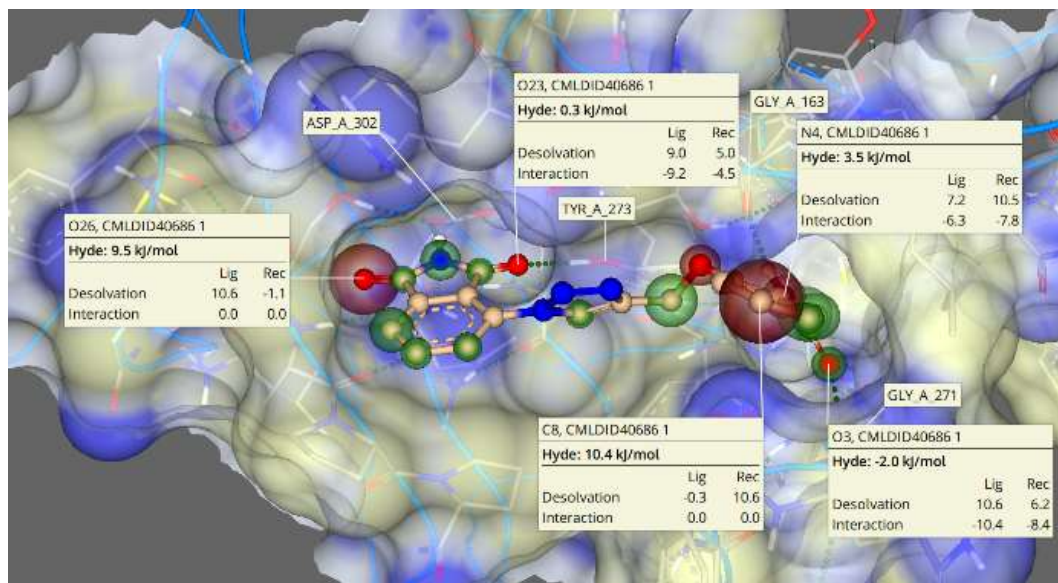 O23, CMLDID40686 1
Hyde: 0.3 kJ/mol
Lig Rec
Desolvation 9.0 5.0
Interaction -9.2 -4.5
GLY_A_163
ASP_A_302
N4, CMLDID40686 1
Hyde: 3.5 kJ/mol
Lig Rec
Desolvation 7.2 10.5
Interaction -6.3 -7.8
TYR_A_273
O26, CMLDID40686 1
Hyde: 9.5 kJ/mol
Lig Rec
Desolvation 10.6 -1.1
Interaction 0.0 0.0
GLY_A_271
C8, CMLDID40686 1
Hyde: 10.4 kJ/mol
Lig Rec
Desolvation -0.3 10.6
Interaction 0.0 0.0
O3, CMLDID40686 1
Hyde: -2.0 kJ/mol
Lig Rec
Desolvation 10.6 6.2
Interaction -10.4 -8.4